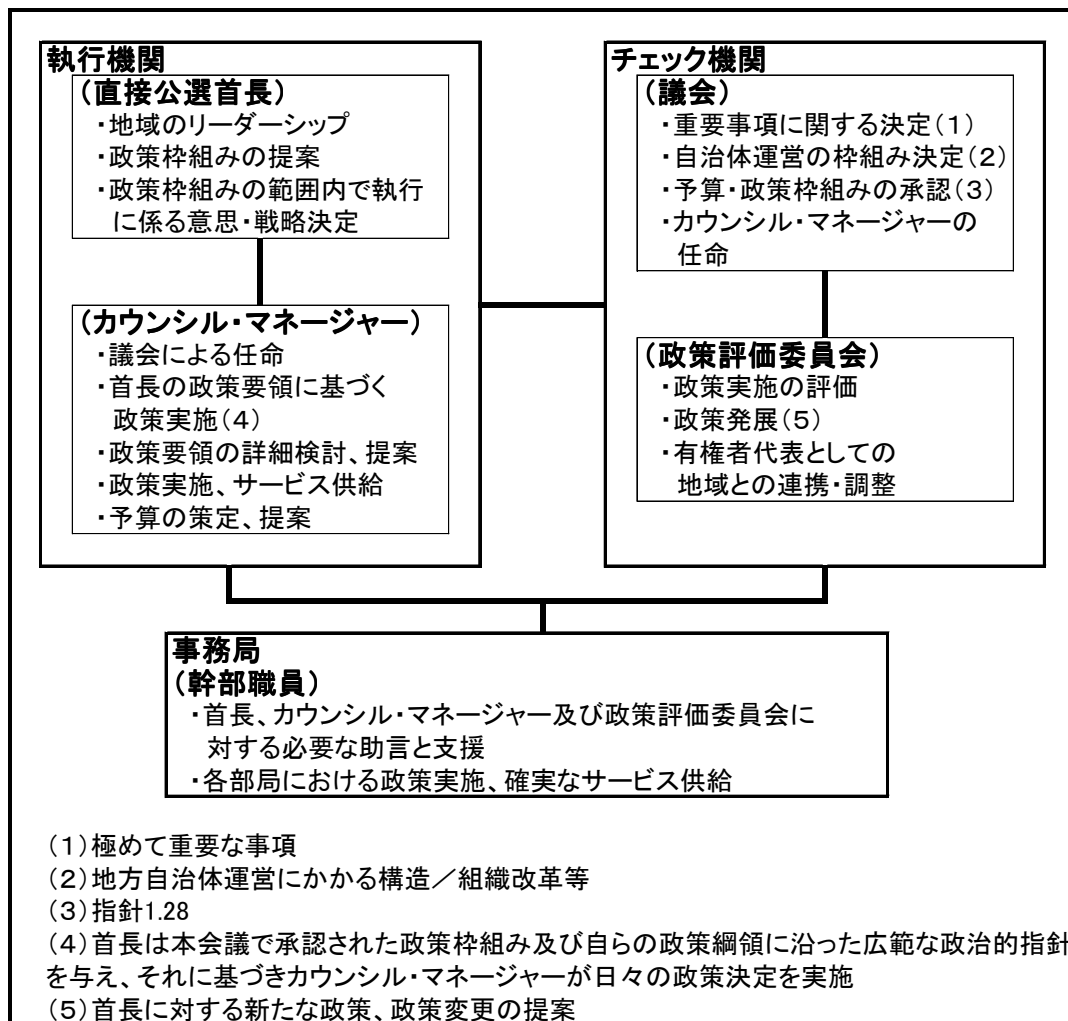 執行機関
(直接公選首長)
・地域のリーダーシップ
・政策枠組みの提案
・政策枠組みの範囲内で執行
に係る意思・戦略決定
(カウンシル・マネージャー)
・議会による任命
・首長の政策要領に基づく
政策実施(4)
・政策要領の詳細検討、提案
・政策実施、サービス供給
・予算の策定、提案
チェック機関
(議会)
・重要事項に関する決定(1)
・自治体運営の枠組み決定(2)
・予算・政策枠組みの承認(3)
・カウンシル・マネージャーの
任命
(政策評価委員会)
・政策実施の評価
・政策発展(5)
・有権者代表としての
地域との連携・調整
事務局
(幹部職員)
・首長、カウンシル・マネージャー及び政策評価委員会に
対する必要な助言と支援
・各部局における政策実施、確実なサービス供給
(1)極めて重要な事項
(2)地方自治体運営にかかる構造／組織改革等
(3)指針1.28
(4)首長は本会議で承認された政策枠組み及び自らの政策綱領に沿った広範な政治的指針
を与え、それに基づきカウンシル・マネージャーが日々の政策決定を実施
(5)首長に対する新たな政策、政策変更の提案